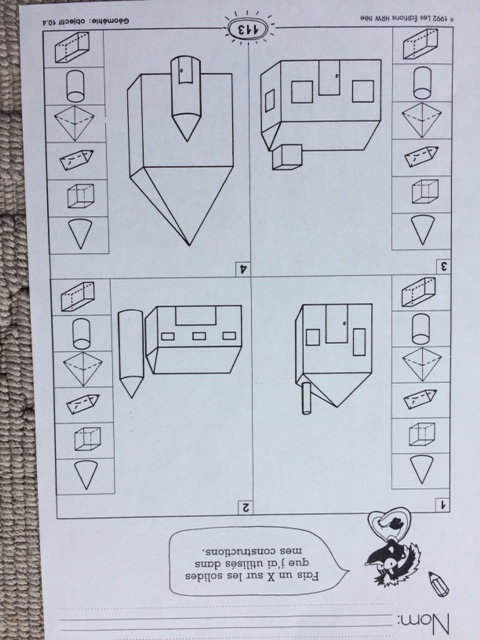 Nom:
Fais un X sur les solides
que j'ai utilisés dans
mes constructions.
1
2
3
4
© 1992 Les Éditions HRW ltée
113
Géométrie: objectif 10.4